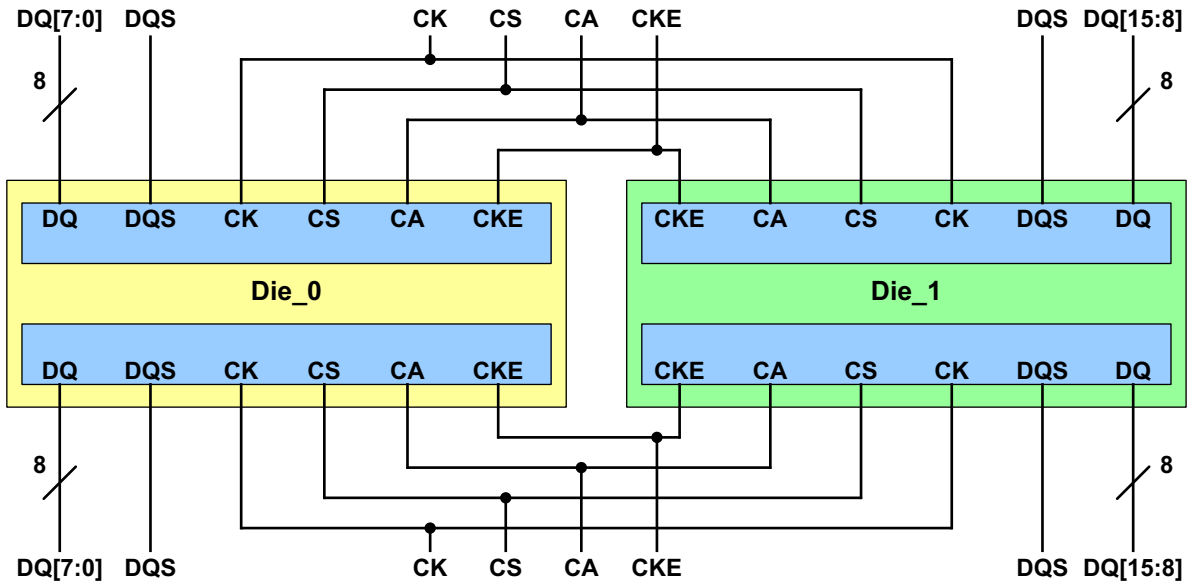 DQ[7:0] DQS CK CS CA CKE DQS DQ[15:8]
8 8
DQ DQS CK CS CA CKE CKE CA CS CK DQS DQ
Die_0 Die_1
DQ DQS CK CS CA CKE CKE CA CS CK DQS DQ
8 8
DQ[7:0] DQS CK CS CA CKE DQS DQ[15:8]